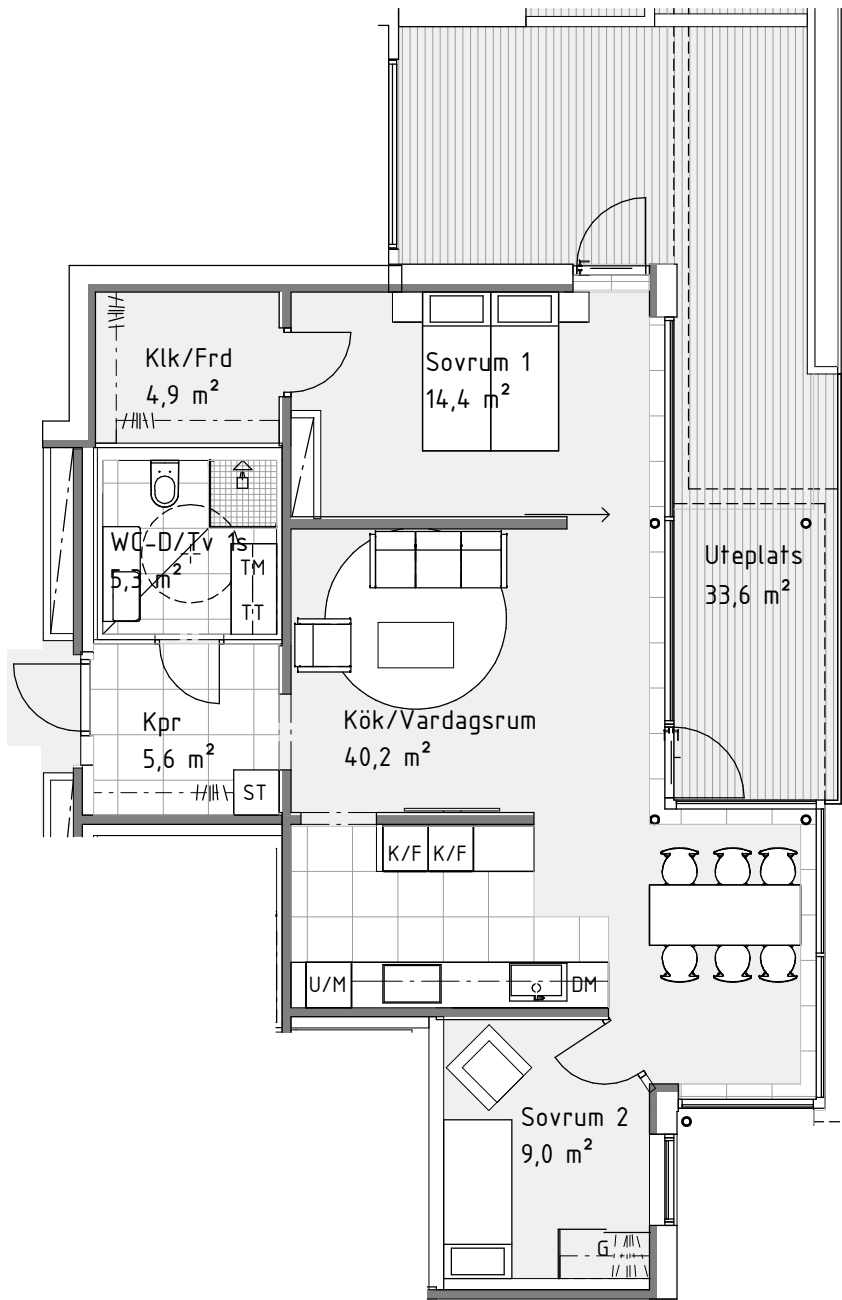 Klk/Frd
4,9 m²
Sovrum 1
14,4 m²
WC-D/Tv 1s
5,3 m²
TM
TT
Uteplats
33,6 m²
Kpr
5,6 m²
ST
Kök/Vardagsrum
40,2 m²
K/F K/F
U/M
DM
Sovrum 2
9,0 m²
G